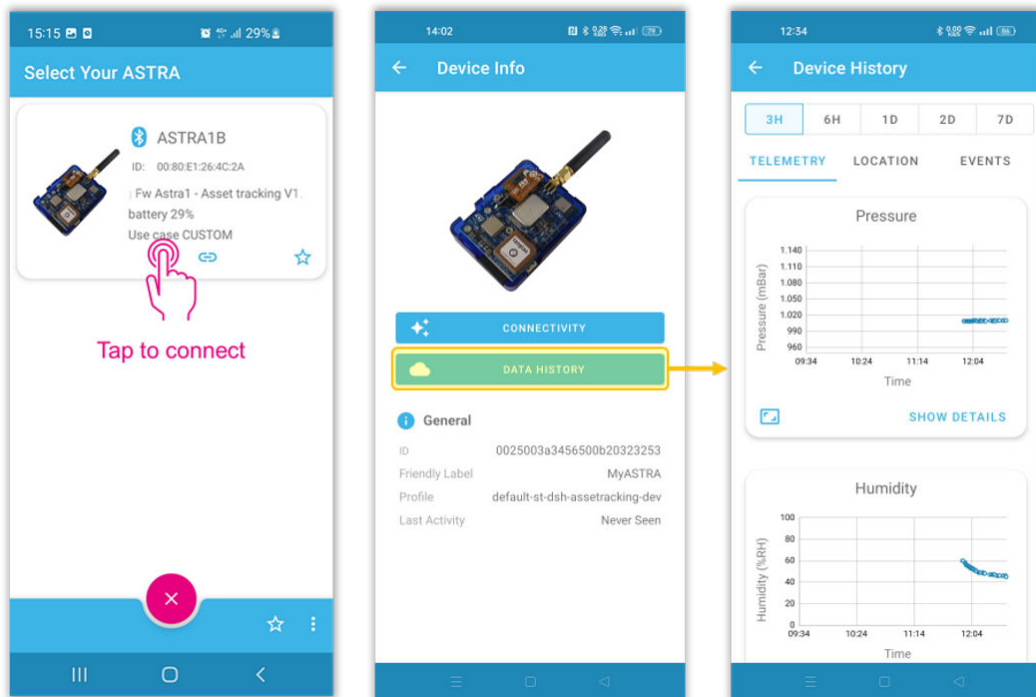 15:15 29%
Select Your ASTRA
ASTRA1B
ID: 00:80:E1:26:4C:2A
Fw Astra1 - Asset tracking V1.
battery 29%
Use case CUSTOM
Tap to connect
14:02
Device Info
CONNECTIVITY
DATA HISTORY
General
ID 0025003a3456500b20323253
Friendly Label MyASTRA
Profile default-st-dsh-assetracking-dev
Last Activity Never Seen
12:34
Device History
3H 6H 1D 2D 7D
TELEMETRY LOCATION EVENTS
Pressure
Pressure (mBar)
1.140
1.110
1.080
1.050
1.020
990
960
09:34 10:24 11:14 12:04
Time
SHOW DETAILS
Humidity
Humidity (%RH)
100
80
60
40
20
0
09:34 10:24 11:14 12:04
Time